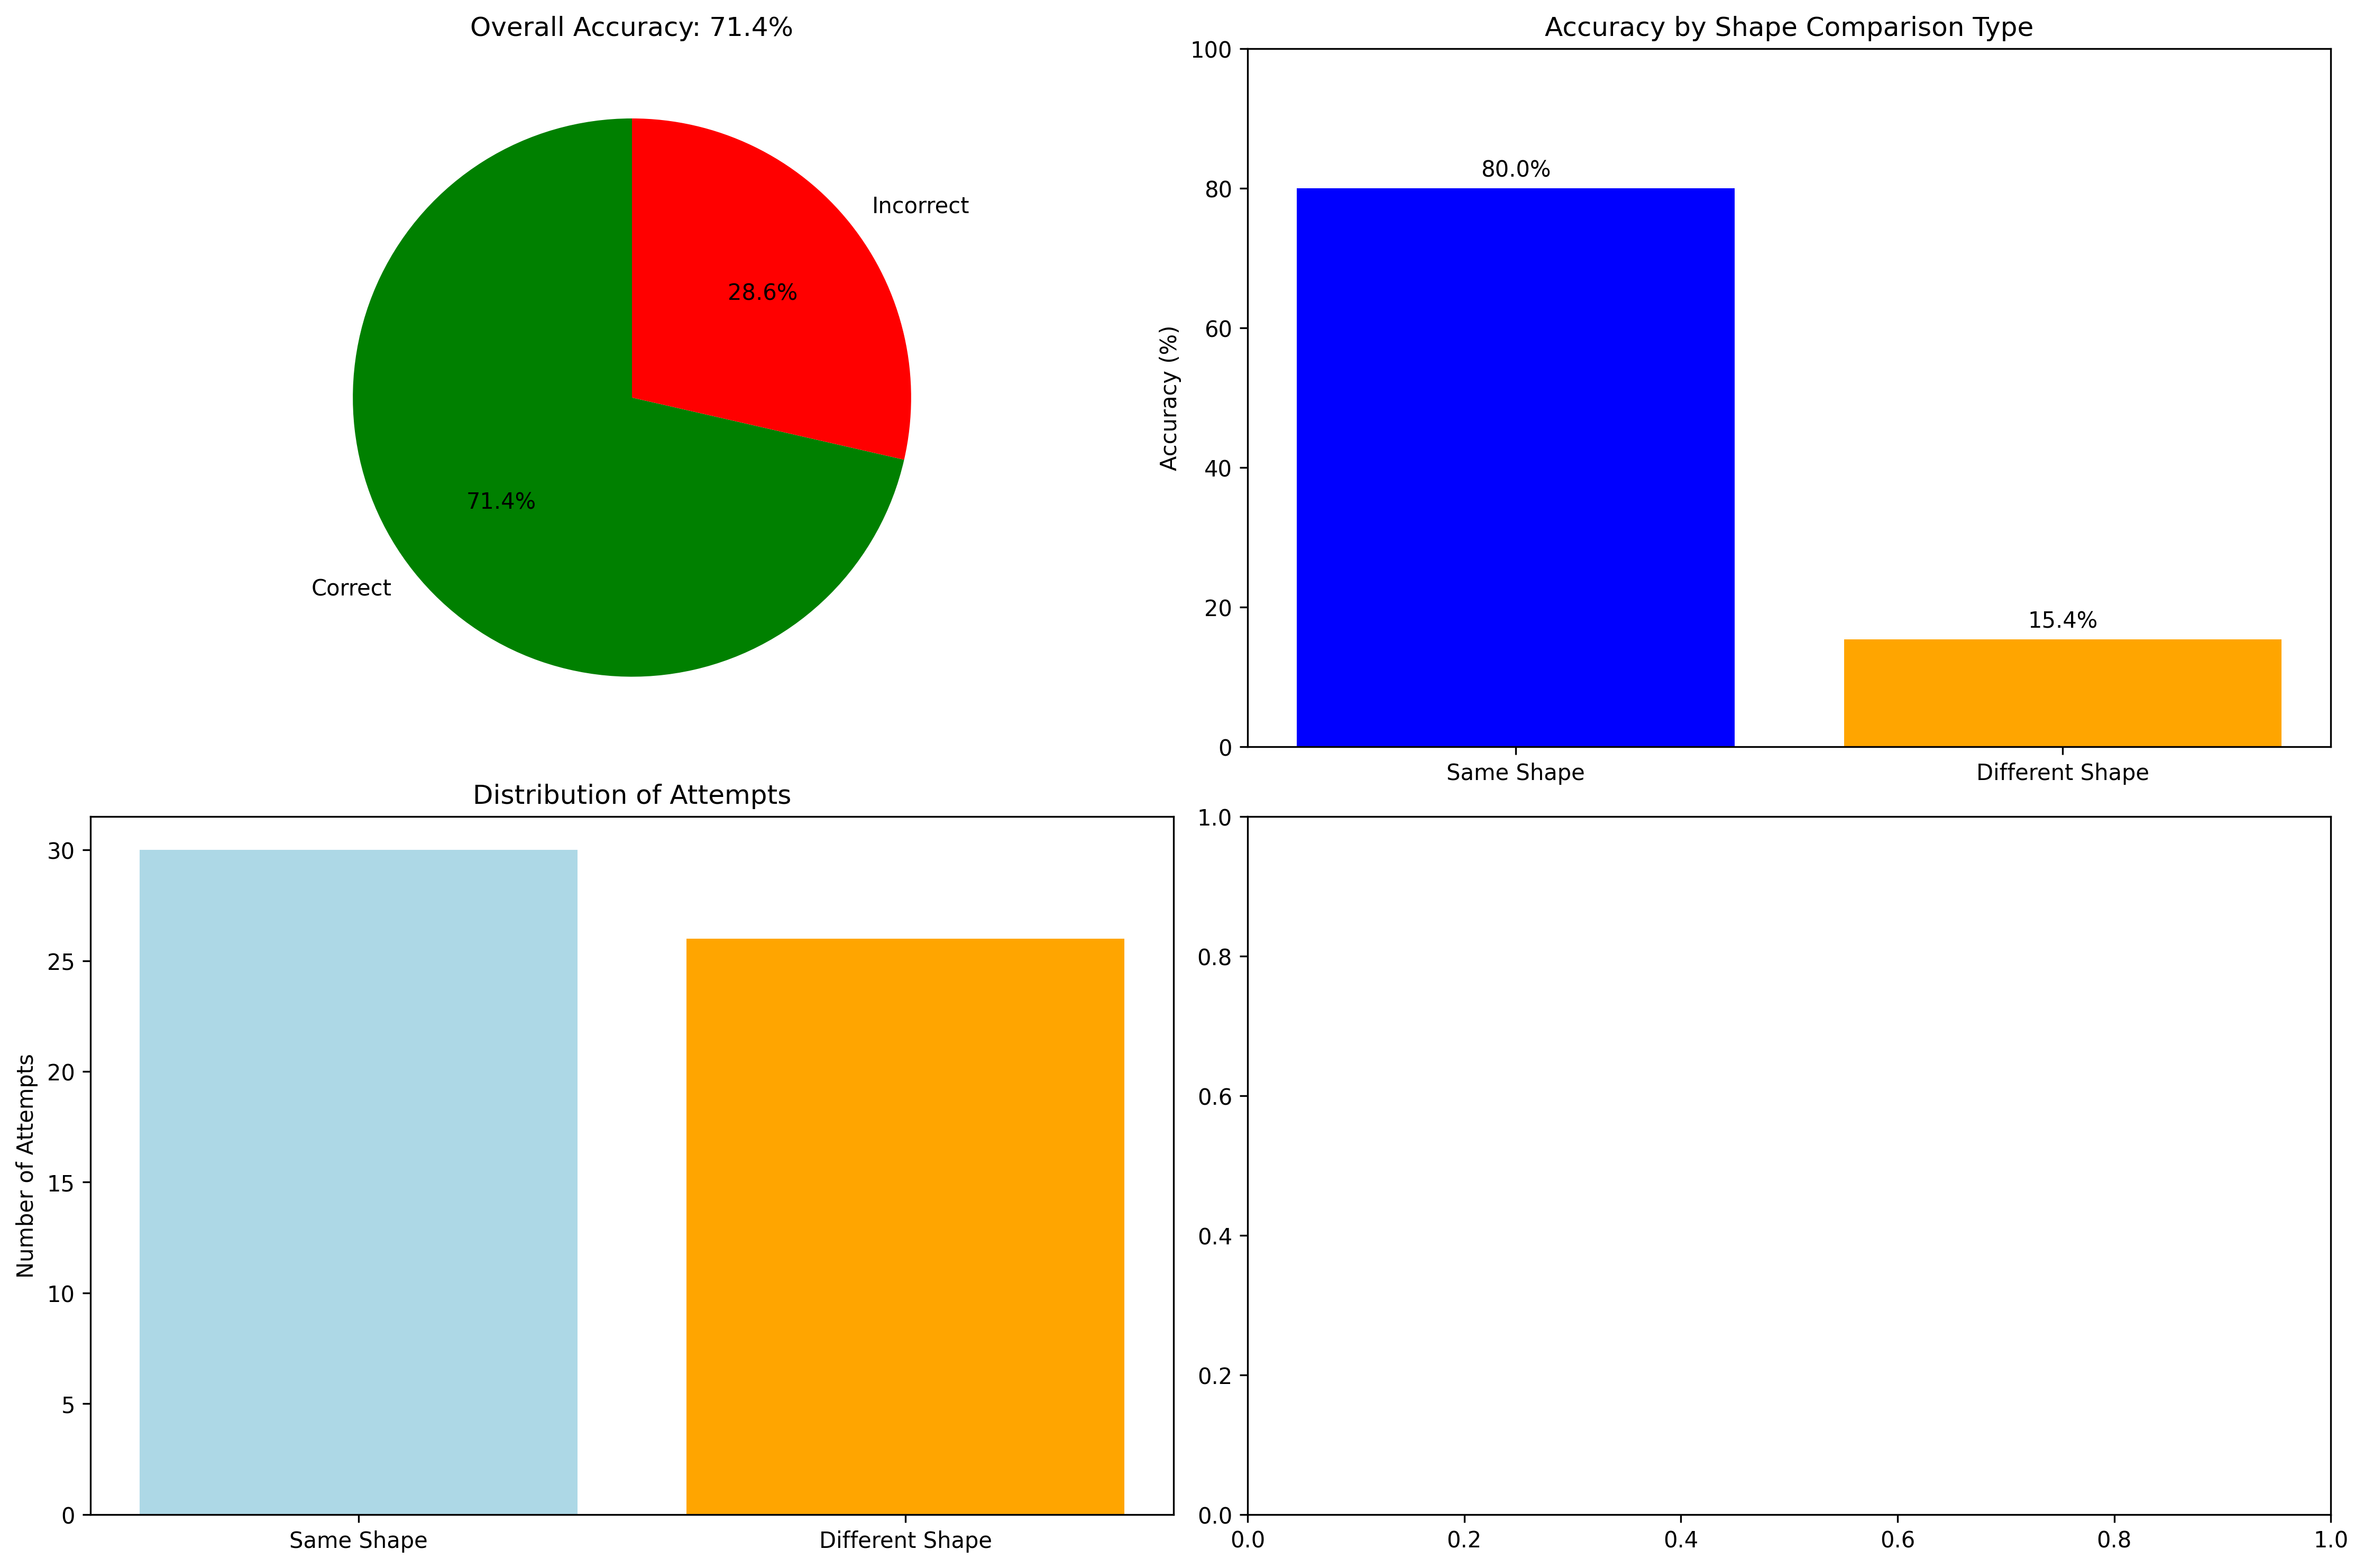 Overall Accuracy: 71.4%
Incorrect
28.6%
71.4%
Correct
Accuracy by Shape Comparison Type
Accuracy (%)
100
80
60
40
20
0
80.0%
15.4%
Same Shape
Different Shape
Distribution of Attempts
Number of Attempts
30
25
20
15
10
5
0
Same Shape
Different Shape
1.0
0.8
0.6
0.4
0.2
0.0
0.0 0.2 0.4 0.6 0.8 1.0